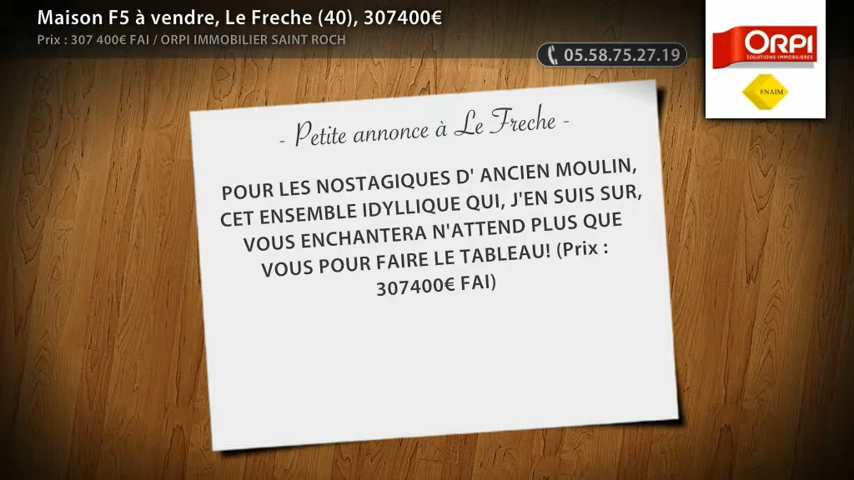 Maison F5 à vendre, Le Freche (40), 307400€
Prix : 307 400€ FAI / ORPI IMMOBILIER SAINT ROCH
05.58.75.27.19
ORPI
SOLUTIONS IMMOBILIÈRES
FNAIM
- Petite annonce à Le Freche -
POUR LES NOSTAGIQUES D' ANCIEN MOULIN,
CET ENSEMBLE IDYLLIQUE QUI, J'EN SUIS SUR,
VOUS ENCHANTERA N'ATTEND PLUS QUE
VOUS POUR FAIRE LE TABLEAU! (Prix :
307400€ FAI)